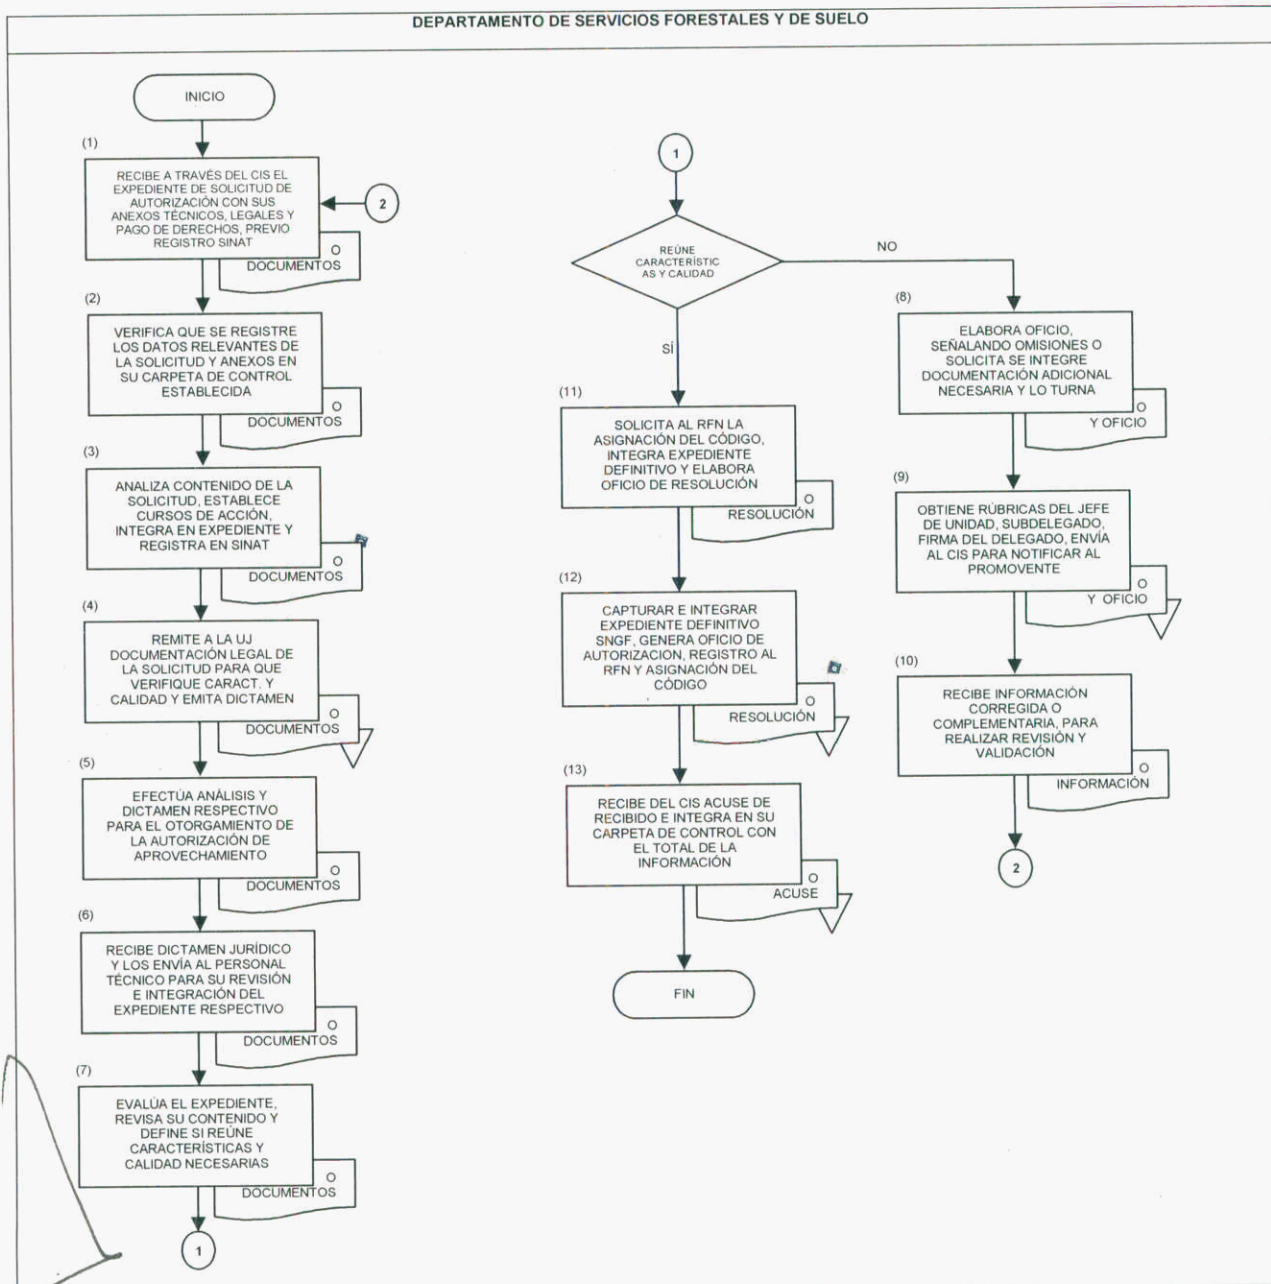 DEPARTAMENTO DE SERVICIOS FORESTALES Y DE SUELO
INICIO
(1)
RECIBE A TRAVÉS DEL CIS EL
EXPEDIENTE DE SOLICITUD DE
AUTORIZACIÓN CON SUS
ANEXOS TÉCNICOS, LEGALES Y
PAGO DE DERECHOS, PREVIO
REGISTRO SINAT
2
O
DOCUMENTOS
(2)
VERIFICA QUE SE REGISTRE
LOS DATOS RELEVANTES DE
LA SOLICITUD Y ANEXOS EN
SU CARPETA DE CONTROL
ESTABLECIDA
O
DOCUMENTOS
(3)
ANALIZA CONTENIDO DE LA
SOLICITUD, ESTABLECE
CURSOS DE ACCIÓN,
INTEGRA EN EXPEDIENTE Y
REGISTRA EN SINAT
O
DOCUMENTOS
(4)
REMITE A LA UJ
DOCUMENTACIÓN LEGAL DE
LA SOLICITUD PARA QUE
VERIFIQUE CARACT. Y
CALIDAD Y EMITA DICTAMEN
O
DOCUMENTOS
(5)
EFECTÚA ANÁLISIS Y
DICTAMEN RESPECTIVO
PARA EL OTORGAMIENTO DE
LA AUTORIZACIÓN DE
APROVECHAMIENTO
O
DOCUMENTOS
(6)
RECIBE DICTAMEN JURÍDICO
Y LOS ENVÍA AL PERSONAL
TÉCNICO PARA SU REVISIÓN
E INTEGRACIÓN DEL
EXPEDIENTE RESPECTIVO
O
DOCUMENTOS
(7)
EVALÚA EL EXPEDIENTE,
REVISA SU CONTENIDO Y
DEFINE SI REÚNE
CARACTERÍSTICAS Y
CALIDAD NECESARIAS
O
DOCUMENTOS
1
1
REÚNE
CARACTERÍSTIC
AS Y CALIDAD
NO
SÍ
(11)
SOLICITA AL RFN LA
ASIGNACIÓN DEL CÓDIGO,
INTEGRA EXPEDIENTE
DEFINITIVO Y ELABORA
OFICIO DE RESOLUCIÓN
O
RESOLUCIÓN
(12)
CAPTURAR E INTEGRAR
EXPEDIENTE DEFINITIVO
SNGF, GENERA OFICIO DE
AUTORIZACION, REGISTRO AL
RFN Y ASIGNACIÓN DEL
CÓDIGO
O
RESOLUCIÓN
(13)
RECIBE DEL CIS ACUSE DE
RECIBIDO E INTEGRA EN SU
CARPETA DE CONTROL CON
EL TOTAL DE LA
INFORMACIÓN
O
ACUSE
FIN
(8)
ELABORA OFICIO,
SEÑALANDO OMISIONES O
SOLICITA SE INTEGRE
DOCUMENTACIÓN ADICIONAL
NECESARIA Y LO TURNA
O
Y OFICIO
(9)
OBTIENE RÚBRICAS DEL JEFE
DE UNIDAD, SUBDELEGADO,
FIRMA DEL DELEGADO, ENVÍA
AL CIS PARA NOTIFICAR AL
PROMOVENTE
O
Y OFICIO
(10)
RECIBE INFORMACIÓN
CORREGIDA O
COMPLEMENTARIA, PARA
REALIZAR REVISIÓN Y
VALIDACIÓN
O
INFORMACIÓN
2